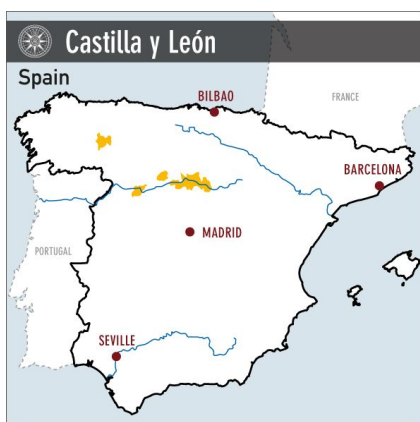 Castilla y León
Spain
BILBAO
FRANCE
BARCELONA
MADRID
PORTUGAL
SEVILLE